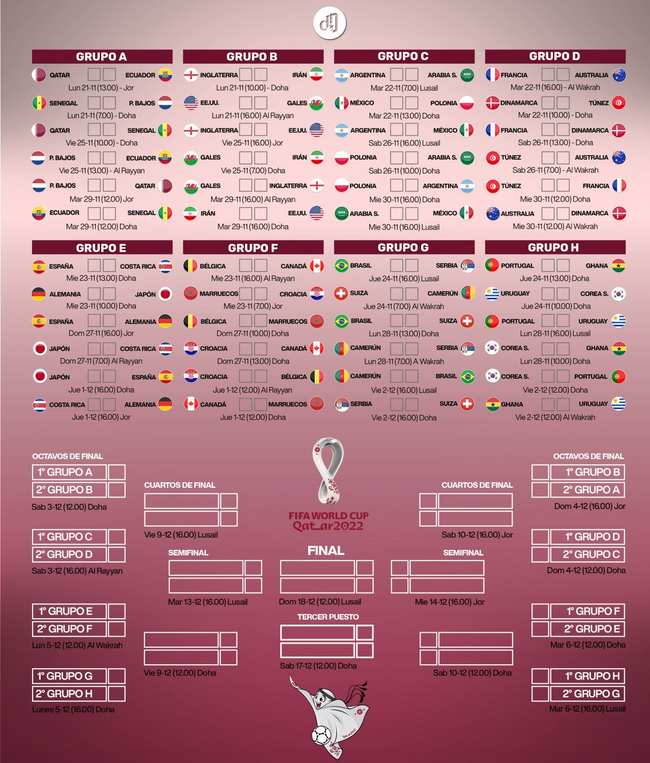 GRUPO A
QATAR ECUADOR
Lun 21-11 (13.00) - Jor
SENEGAL P. BAJOS
Lun 21-11 (7.00) - Doha
QATAR SENEGAL
Vie 25-11 (10.00) - Doha
P. BAJOS ECUADOR
Vie 25-11 (13.00) - Al Rayyan
P. BAJOS QATAR
Mar 29-11 (12.00) Jor
ECUADOR SENEGAL
Mar 29-11 (12.00) Doha
GRUPO B
INGLATERRA IRÁN
Lun 21-11 (10.00) - Doha
EE.UU. GALES
Lun 21-11 (16.00) Al Rayyan
INGLATERRA EE.UU.
Vie 25-11 (16.00) Jor
GALES IRÁN
Vie 25-11 (7.00) Doha
GALES INGLATERRA
Mar 29-11 (16.00) Al Rayyan
IRÁN EE.UU.
Mar 29-11 (16.00) Doha
GRUPO C
ARGENTINA ARABIA S.
Mar 22-11 (7.00) Lusail
MÉXICO POLONIA
Mar 22-11 (13.00) Doha
ARGENTINA MÉXICO
Sab 26-11 (16.00) Lusail
POLONIA ARABIA S.
Sab 26-11 (10.00) Doha
POLONIA ARGENTINA
Mie 30-11 (16.00) Doha
ARABIA S. MÉXICO
Mie 30-11 (16.00) Lusail
GRUPO D
FRANCIA AUSTRALIA
Mar 22-11 (16.00) - Al Wakrah
DINAMARCA TÚNEZ
Mar 22-11 (10.00) - Doha
FRANCIA DINAMARCA
Sab 26-11 (13.00) - Doha
TÚNEZ AUSTRALIA
Sab 26-11 (7.00) - Al Wakrah
TÚNEZ FRANCIA
Mie 30-11 (12.00) Doha
AUSTRALIA DINAMARCA
Mie 30-11 (12.00) Al Wakrah
GRUPO E
ESPAÑA COSTA RICA
Mie 23-11 (13.00) Doha
ALEMANIA JAPÓN
Mie 23-11 (10.00) Doha
ESPAÑA ALEMANIA
Dom 27-11 (16.00) Jor
JAPÓN COSTA RICA
Dom 27-11 (7.00) Al Rayyan
JAPÓN ESPAÑA
Jue 1-12 (16.00) Doha
COSTA RICA ALEMANIA
Jue 1-12 (16.00) Jor
GRUPO F
BÉLGICA CANADÁ
Mie 23-11 (16.00) Al Rayyan
MARRUECOS CROACIA
Mie 23-11 (7.00) Jor
BÉLGICA MARRUECOS
Dom 27-11 (10.00) Doha
CROACIA CANADÁ
Dom 27-11 (13.00) Doha
CROACIA BÉLGICA
Jue 1-12 (12.00) Al Rayyan
CANADÁ MARRUECOS
Jue 1-12 (12.00) Doha
GRUPO G
BRASIL SERBIA
Jue 24-11 (16.00) Lusail
SUIZA CAMERÚN
Jue 24-11 (7.00) Al Wakrah
BRASIL SUIZA
Lun 28-11 (13.00) Doha
CAMERÚN SERBIA
Lun 28-11 (7.00) A Wakrah
CAMERÚN BRASIL
Vie 2-12 (16.00) Lusail
SERBIA SUIZA
Vie 2-12 (16.00) Doha
GRUPO H
PORTUGAL GHANA
Jue 24-11 (13.00) Doha
URUGUAY COREA S.
Jue 24-11 (10.00) Doha
PORTUGAL URUGUAY
Lun 28-11 (16.00) Lusail
COREA S. GHANA
Lun 28-11 (10.00) Doha
COREA S. PORTUGAL
Vie 2-12 (12.00) Doha
GHANA URUGUAY
Vie 2-12 (12.00) Al Wakrah
OCTAVOS DE FINAL
1° GRUPO A
2° GRUPO B
Sab 3-12 (12.00) Doha
1° GRUPO C
2° GRUPO D
Sab 3-12 (16.00) Al Rayyan
1° GRUPO E
2° GRUPO F
Lun 5-12 (12.00) Al Wakrah
1° GRUPO G
2° GRUPO H
Lunes 5-12 (16.00) Doha
CUARTOS DE FINAL
Vie 9-12 (16.00) Lusail
SEMIFINAL
Mar 13-12 (16.00) Lusail
Vie 9-12 (12.00) Doha
FIFA WORLD CUP
Qatar2022
FINAL
Dom 18-12 (12.00) Lusail
TERCER PUESTO
Sab 17-12 (12.00) Doha
CUARTOS DE FINAL
Sab 10-12 (16.00) Jor
SEMIFINAL
Mie 14-12 (16.00) Jor
Sab 10-12 (12.00) Doha
OCTAVOS DE FINAL
1° GRUPO B
2° GRUPO A
Dom 4-12 (16.00) Jor
1° GRUPO D
2° GRUPO C
Dom 4-12 (12.00) Doha
1° GRUPO F
2° GRUPO E
Mar 6-12 (12.00) Doha
1° GRUPO H
2° GRUPO G
Mar 6-12 (16.00) Lusail